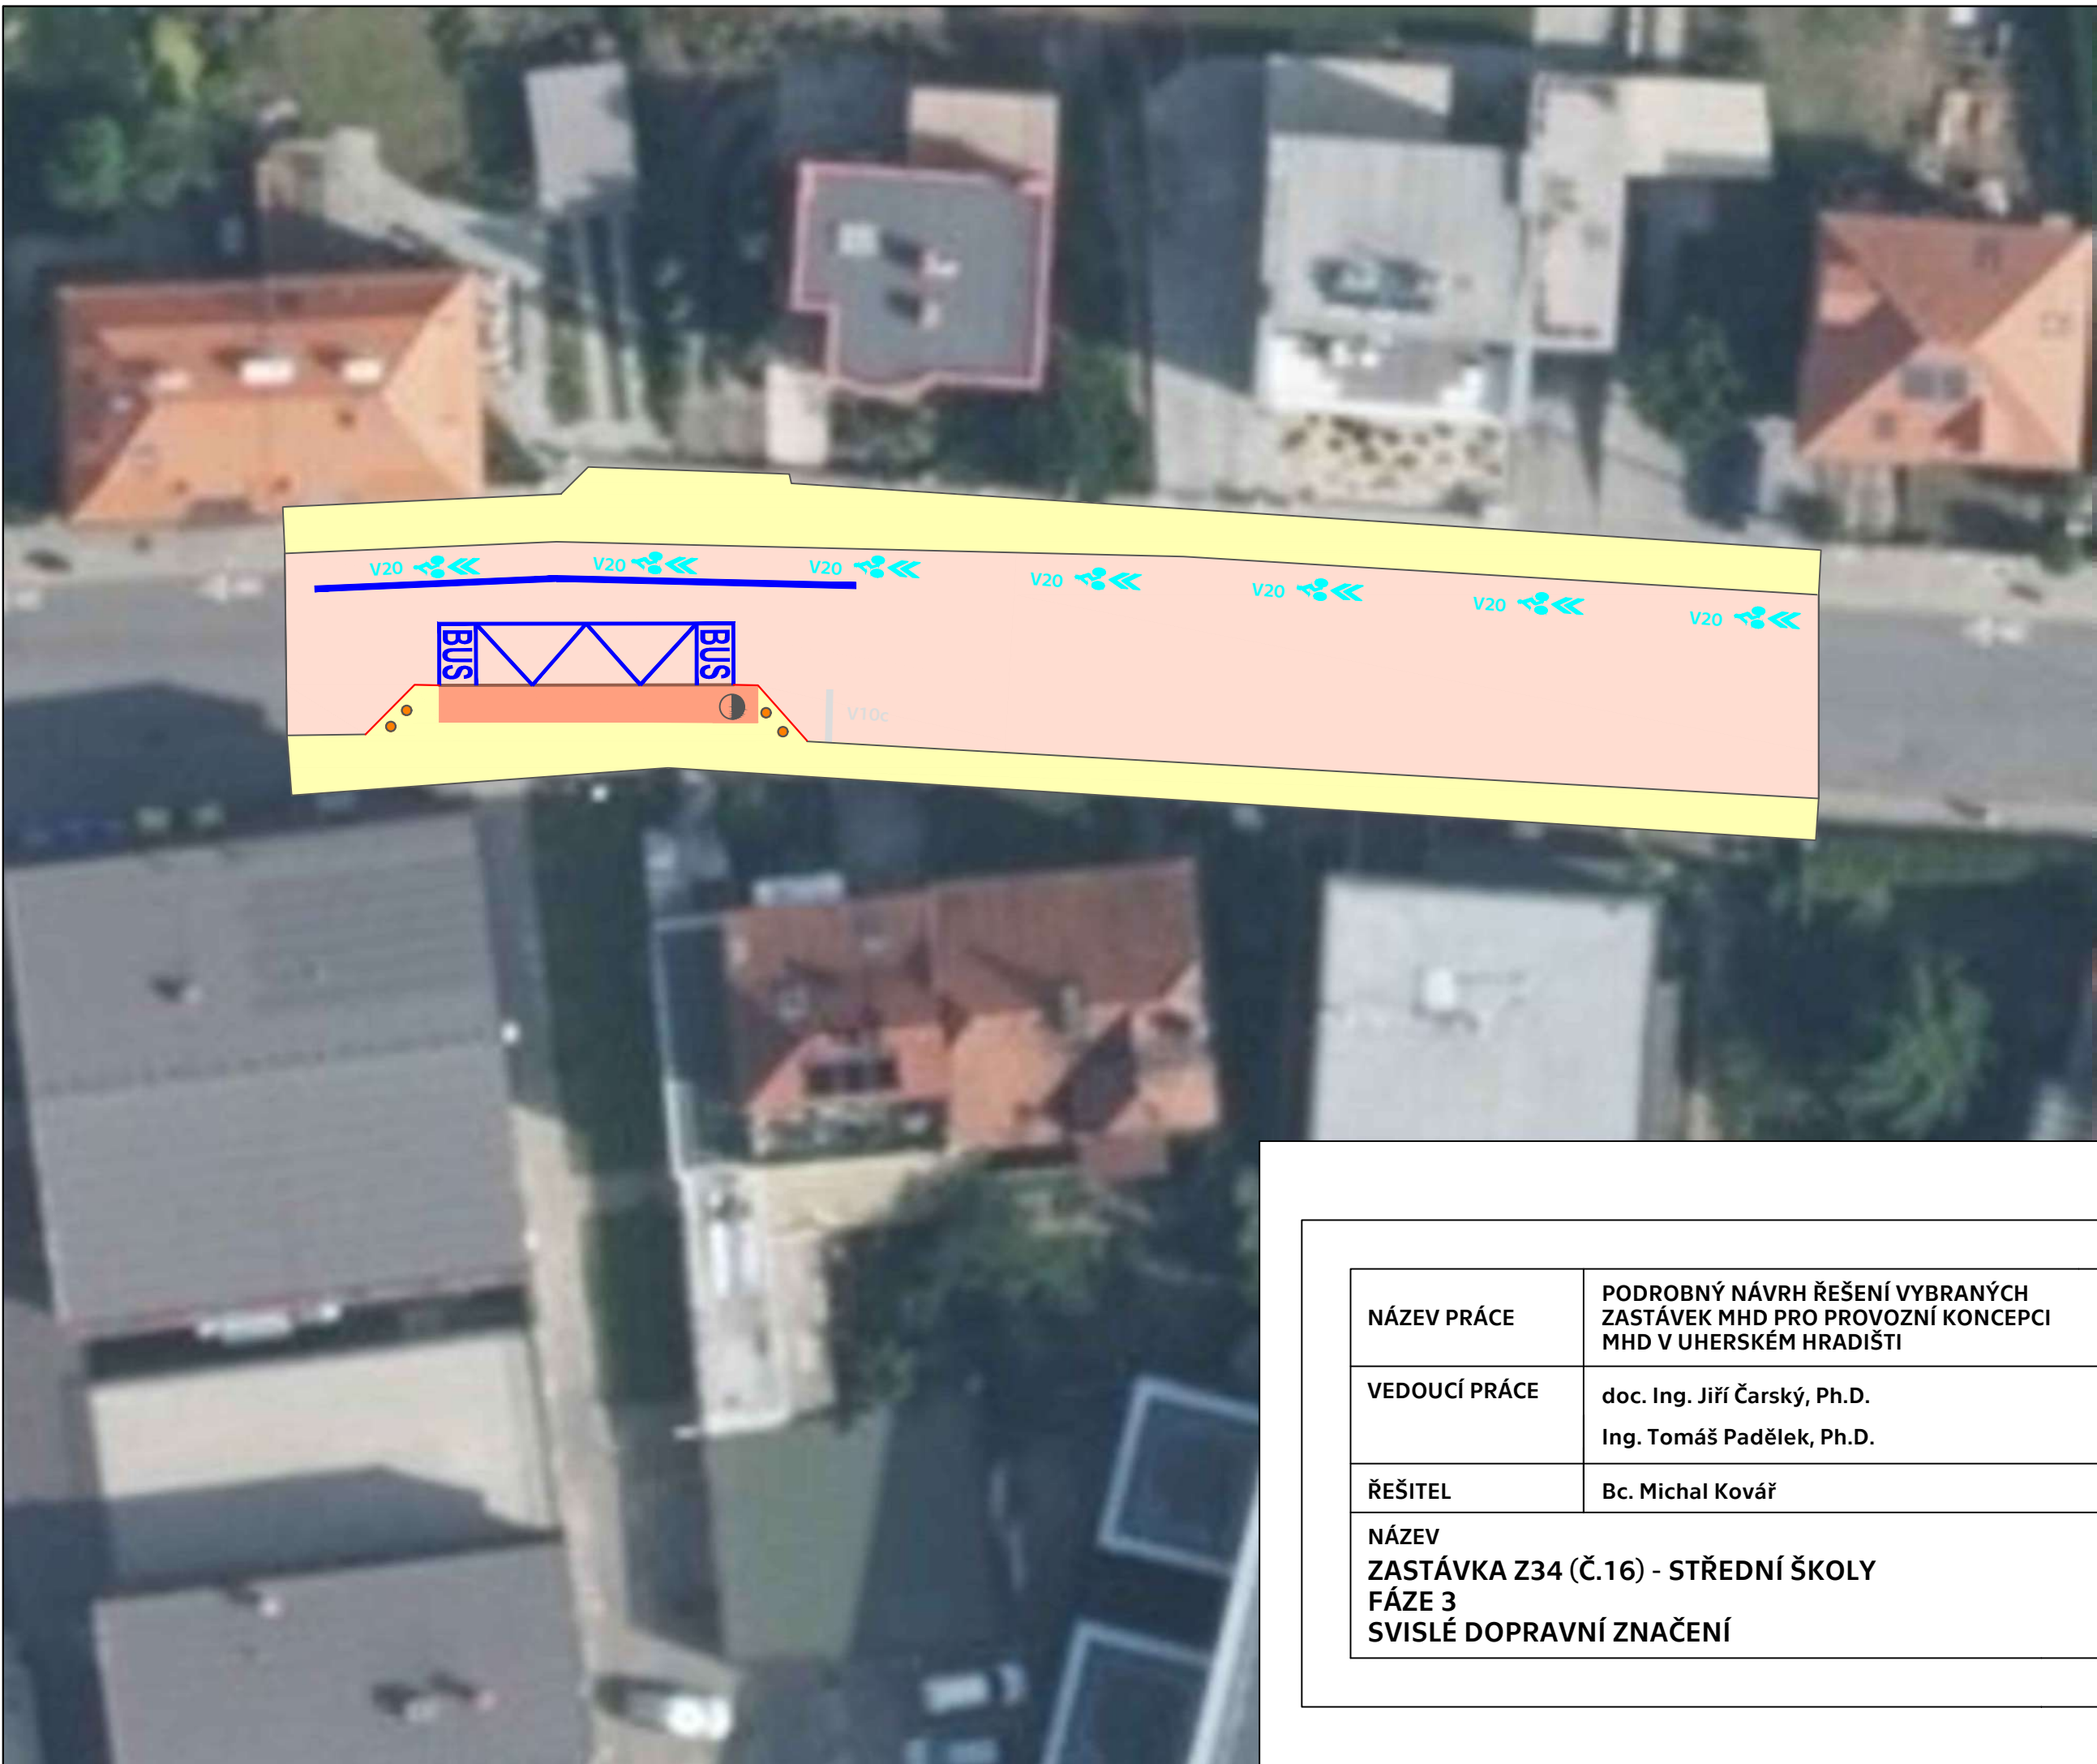 V20 V20 V20 V20 V20 V20 V20
BUS BUS
V10c
NÁZEV PRÁCE
PODROBNÝ NÁVRH ŘEŠENÍ VYBRANÝCH
ZASTÁVEK MHD PRO PROVOZNÍ KONCEPCI
MHD V UHERSKÉM HRADIŠTI
VEDOUCÍ PRÁCE
doc. Ing. Jiří Čarský, Ph.D.
Ing. Tomáš Padělek, Ph.D.
ŘEŠITEL
Bc. Michal Kovář
NÁZEV
ZASTÁVKA Z34 (Č.16) - STŘEDNÍ ŠKOLY
FÁZE 3
SVISLÉ DOPRAVNÍ ZNAČENÍ